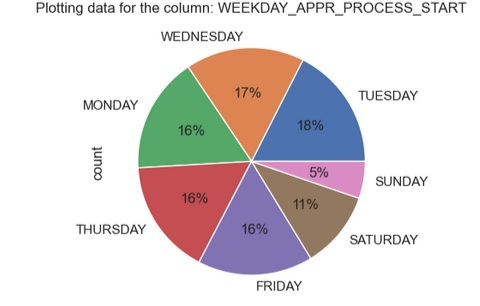 Plotting data for the column: WEEKDAY_APPR_PROCESS_START
WEDNESDAY
17%
TUESDAY
18%
MONDAY
16%
count
5%
SUNDAY
16%
11%
THURSDAY
16%
SATURDAY
FRIDAY